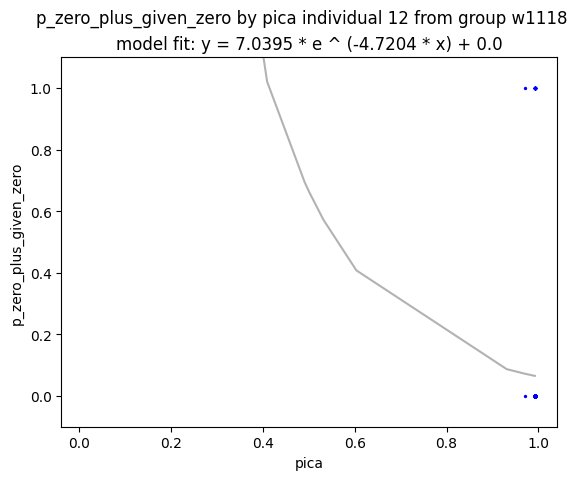 p_zero_plus_given_zero by pica individual 12 from group w1118
model fit: y = 7.0395 * e ^ (-4.7204 * x) + 0.0
1.0
0.8
0.6
0.4
0.2
0.0
p_zero_plus_given_zero
0.0 0.2 0.4 0.6 0.8 1.0
pica